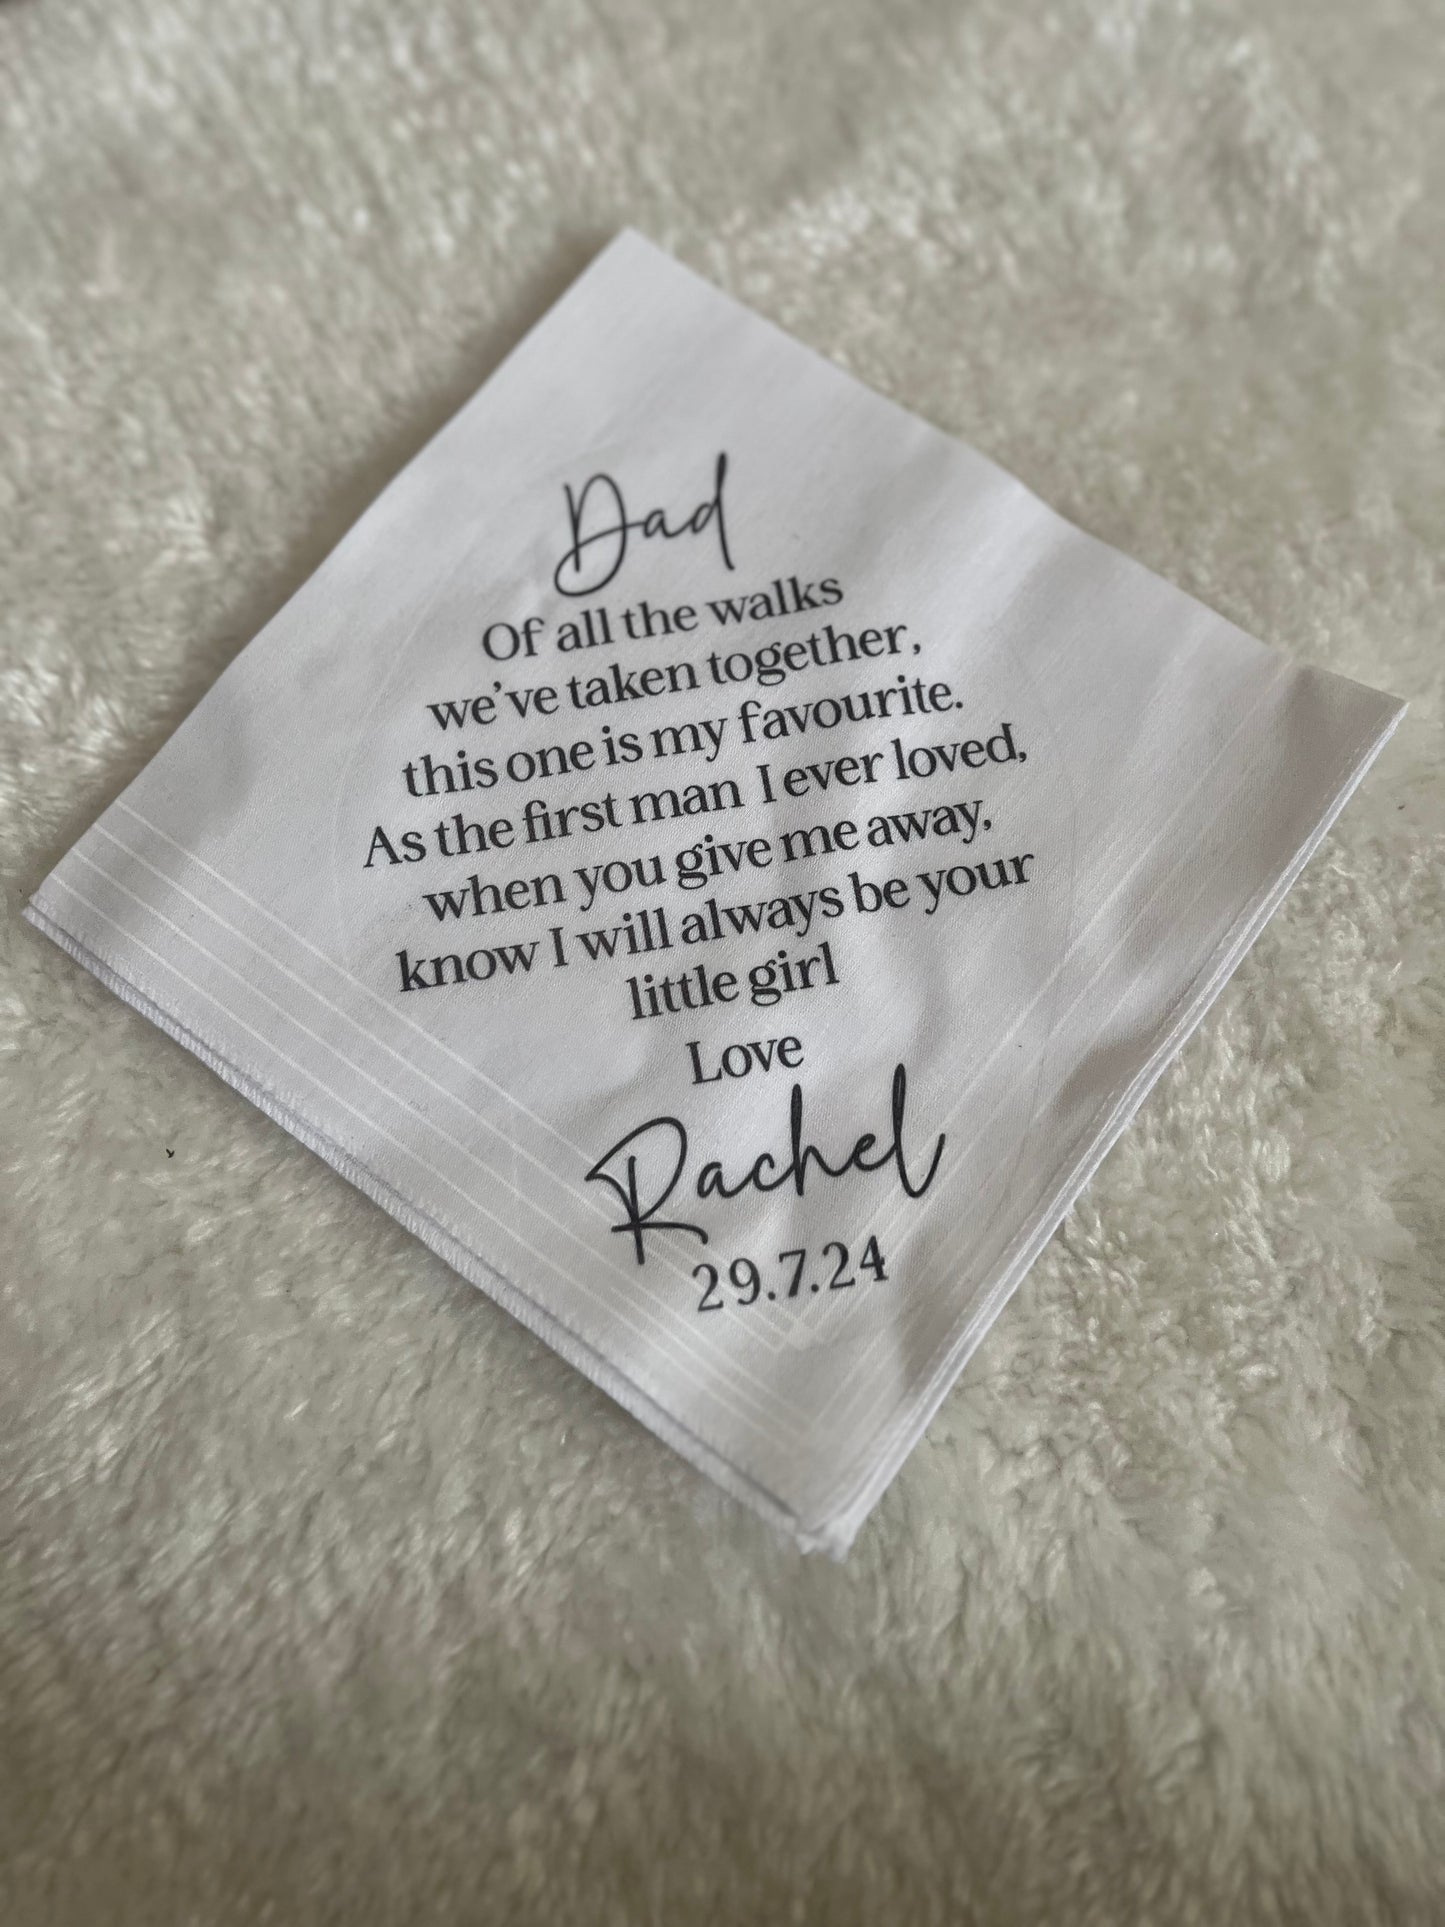 Dad
Of all the walks
we've taken together,
this one is my favourite.
As the first man I ever loved,
when you give me away,
know I will always be your
little girl
Love
Rachel
29.7.24